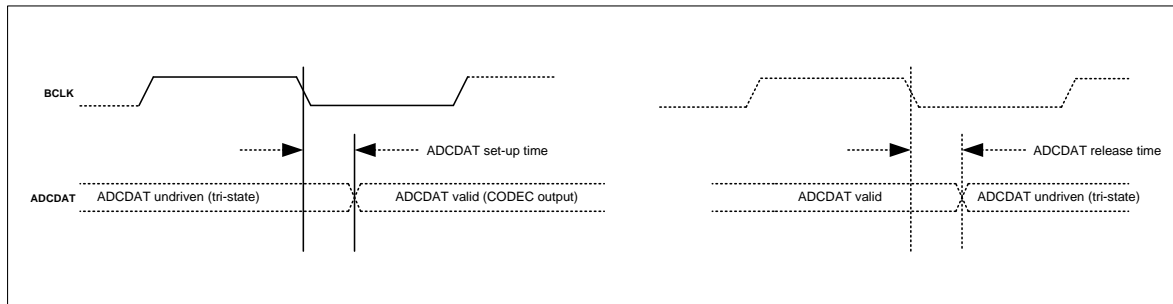 BCLK
ADCDAT set-up time
ADCDAT release time
ADCDAT
ADCDAT undriven (tri-state)
ADCDAT valid (CODEC output)
ADCDAT valid
ADCDAT undriven (tri-state)